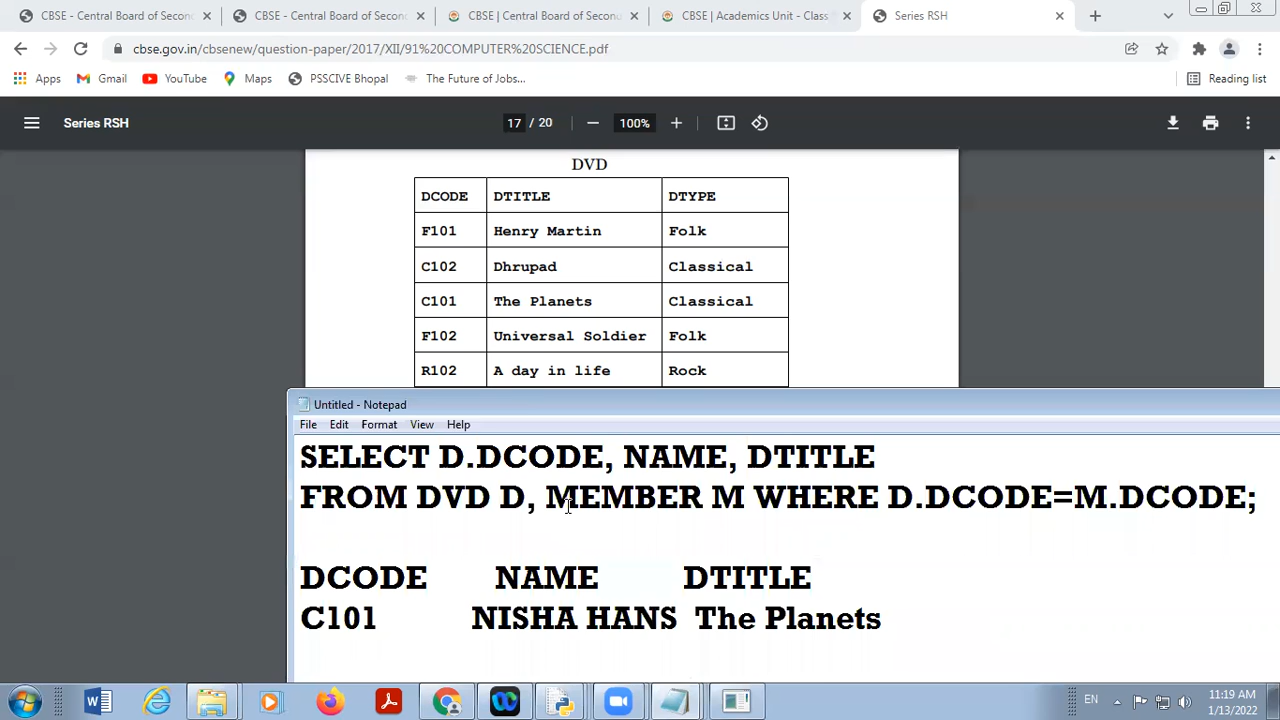 CBSE - Central Board of Secon
CBSE - Central Board of Secon
CBSE | Central Board of Secon
CBSE | Academics Unit - Class
Series RSH
cbse.gov.in/cbsenew/question-paper/2017/XII/91%20COMPUTER%20SCIENCE.pdf
Apps Gmail YouTube Maps PSSCIVE Bhopal The Future of Jobs... Reading list
Series RSH 17 / 20 100%
DVD
DCODE DTITLE DTYPE
F101 Henry Martin Folk
C102 Dhrupad Classical
C101 The Planets Classical
F102 Universal Soldier Folk
R102 A day in life Rock
Untitled - Notepad
File Edit Format View Help
SELECT D.DCODE, NAME, DTITLE
FROM DVD D, MEMBER M WHERE D.DCODE=M.DCODE;
DCODE NAME DTITLE
C101 NISHA HANS The Planets
EN 11:19 AM
1/13/2022